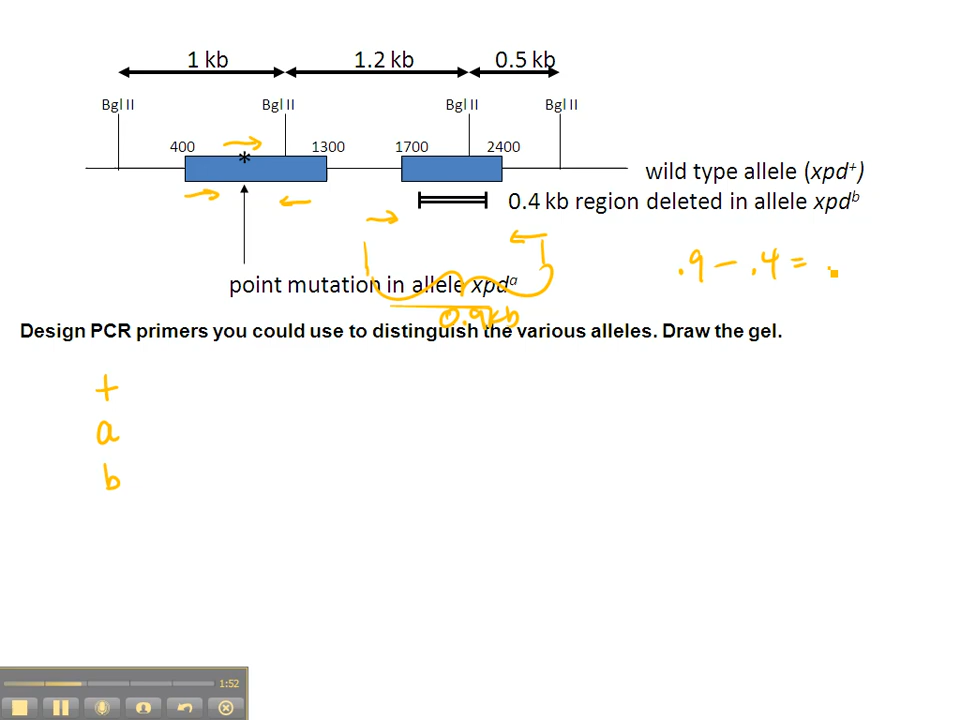 1 kb 1.2 kb 0.5 kb
Bgl II Bgl II Bgl II Bgl II
400 1300 1700 2400
*
wild type allele (xpd+)
0.4 kb region deleted in allele xpdb
.9 - .4 = .
point mutation in allele xpda
0.9kb
Design PCR primers you could use to distinguish the various alleles. Draw the gel.
+
a
b
1:52